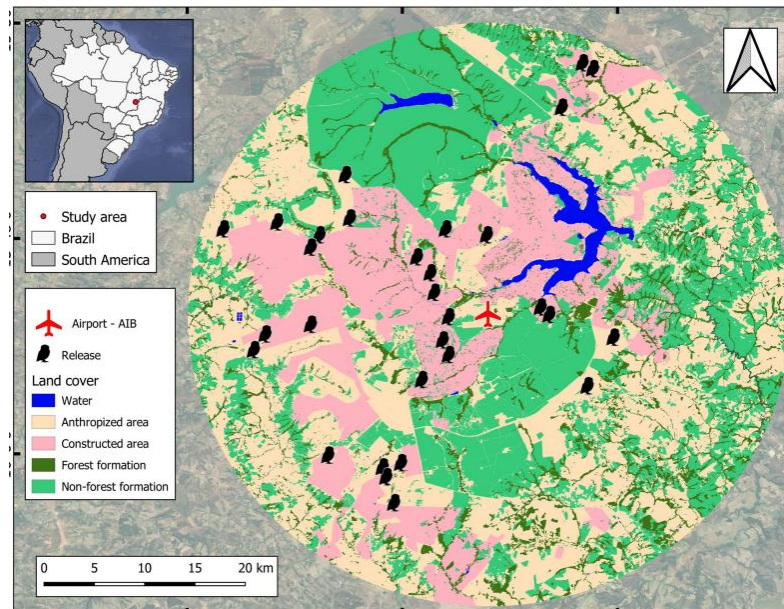 Study area
Brazil
South America
Airport - AIB
Release
Land cover
Water
Anthropized area
Constructed area
Forest formation
Non-forest formation
0 5 10 15 20 km